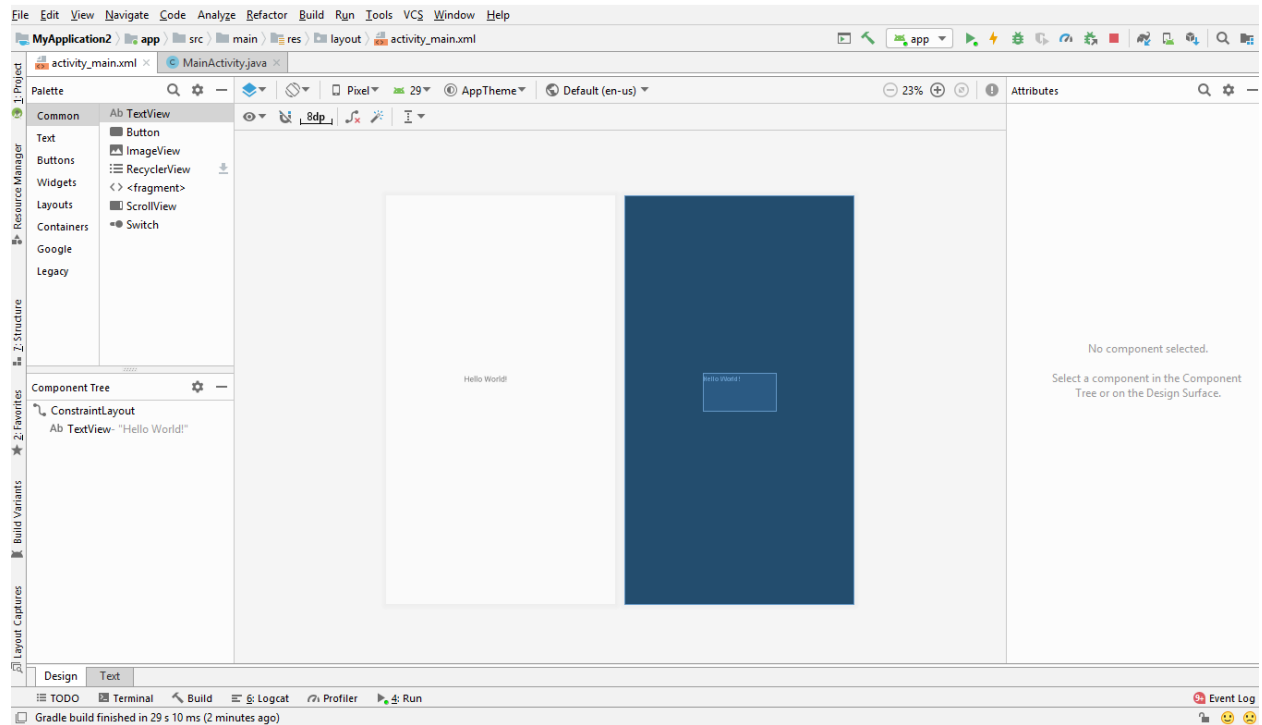 File Edit View Navigate Code Analyze Refactor Build Run Tools VCS Window Help
MyApplication2 app src main res layout activity_main.xml app
activity_main.xml MainActivity.java
Palette Pixel 29 AppTheme Default (en-us) 23% Attributes
8dp
Common
Text
Buttons
Widgets
Layouts
Containers
Google
Legacy
Ab TextView
Button
ImageView
RecyclerView
<fragment>
ScrollView
Switch
Hello World!
Hello World!
No component selected.
Select a component in the Component
Tree or on the Design Surface.
Component Tree
ConstraintLayout
Ab TextView- "Hello World!"
1: Project
Resource Manager
7: Structure
2: Favorites
Build Variants
Layout Captures
Design Text
TODO Terminal Build 6: Logcat Profiler 4: Run 9+ Event Log
Gradle build finished in 29 s 10 ms (2 minutes ago)